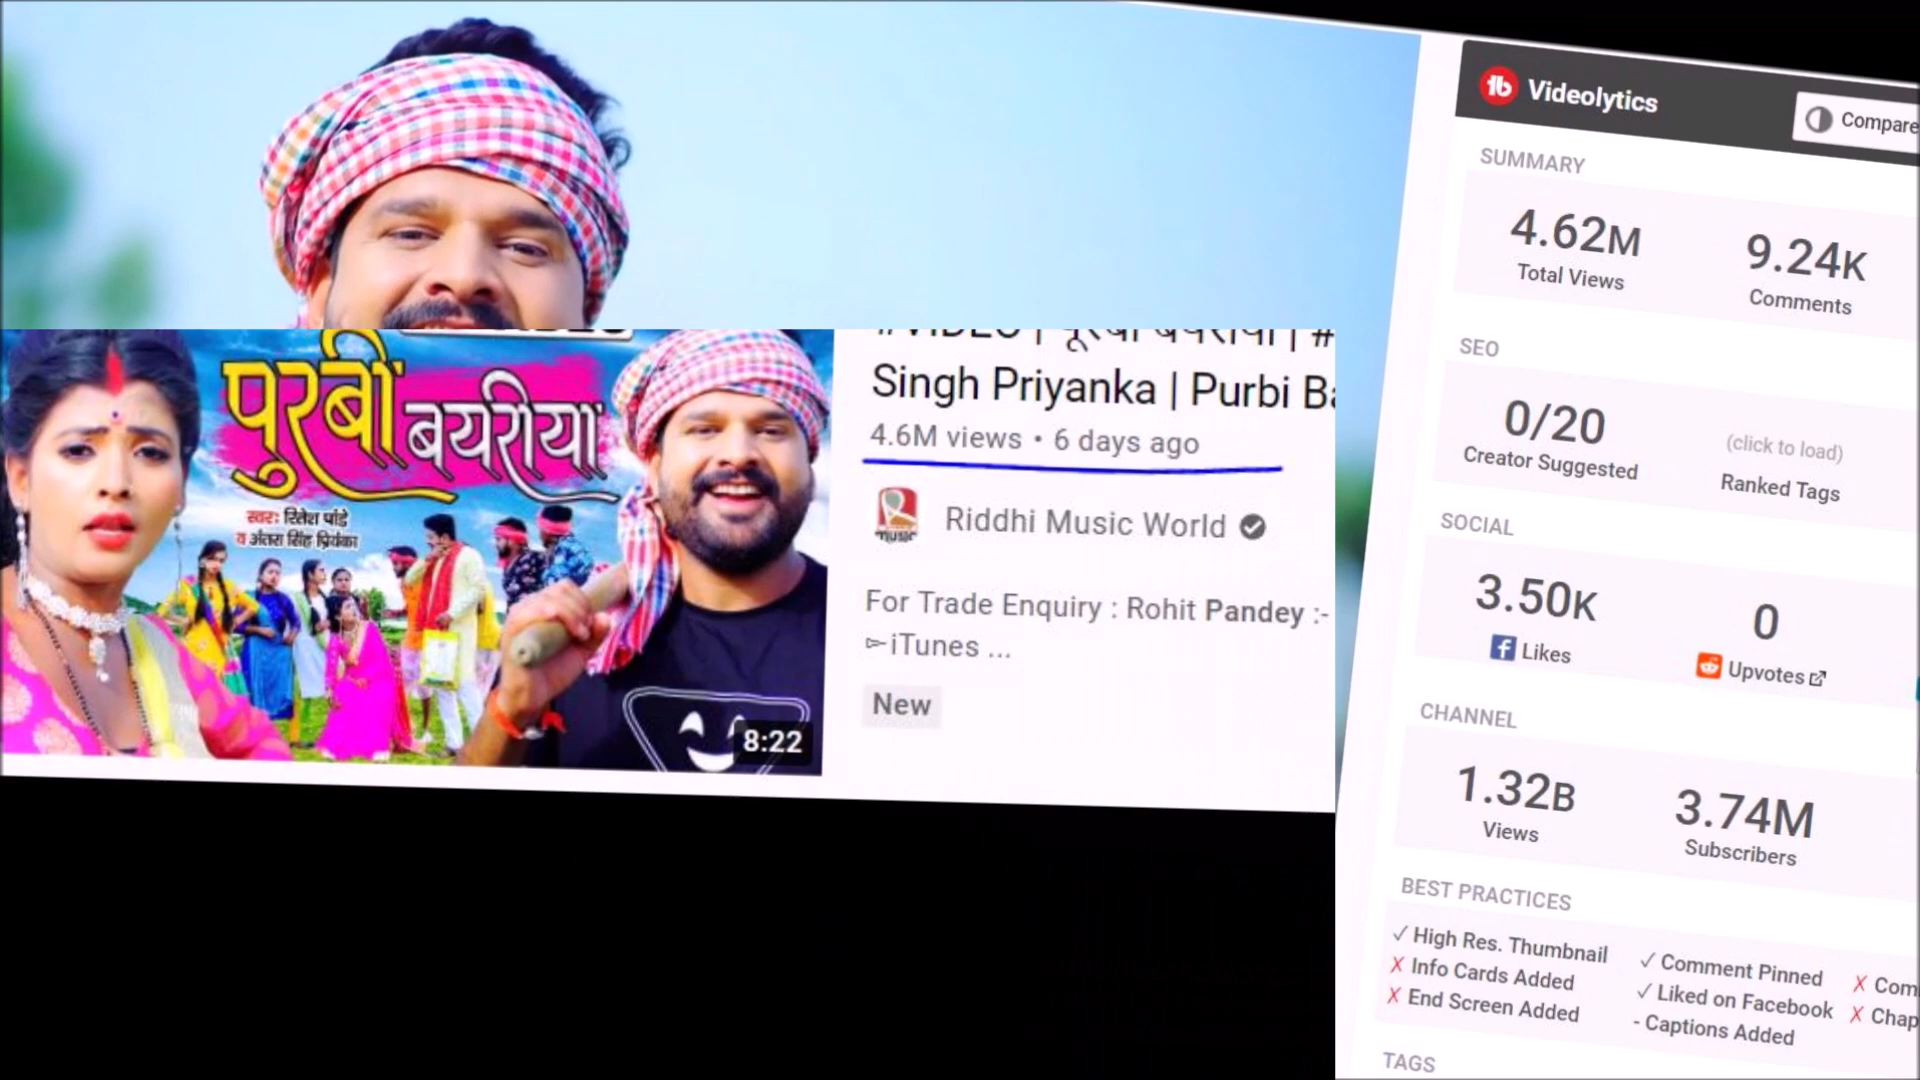 पुरबी बयरीया
स्वर: रितेश पांडे
व अंतरा सिंह प्रियंका
8:22
Singh Priyanka | Purbi
4.6M views • 6 days ago
MUSIC
Riddhi Music World
For Trade Enquiry : Rohit Pandey :-
▻iTunes ...
New
Videolytics
Compare
SUMMARY
4.62M 9.24K
Total Views Comments
SEO
0/20 (click to load)
Creator Suggested Ranked Tags
SOCIAL
3.50K 0
Likes Upvotes
CHANNEL
1.32B 3.74M
Views Subscribers
BEST PRACTICES
✓ High Res. Thumbnail ✓ Comment Pinned ✗
✗ Info Cards Added ✓ Liked on Facebook ✗
✗ End Screen Added - Captions Added
TAGS